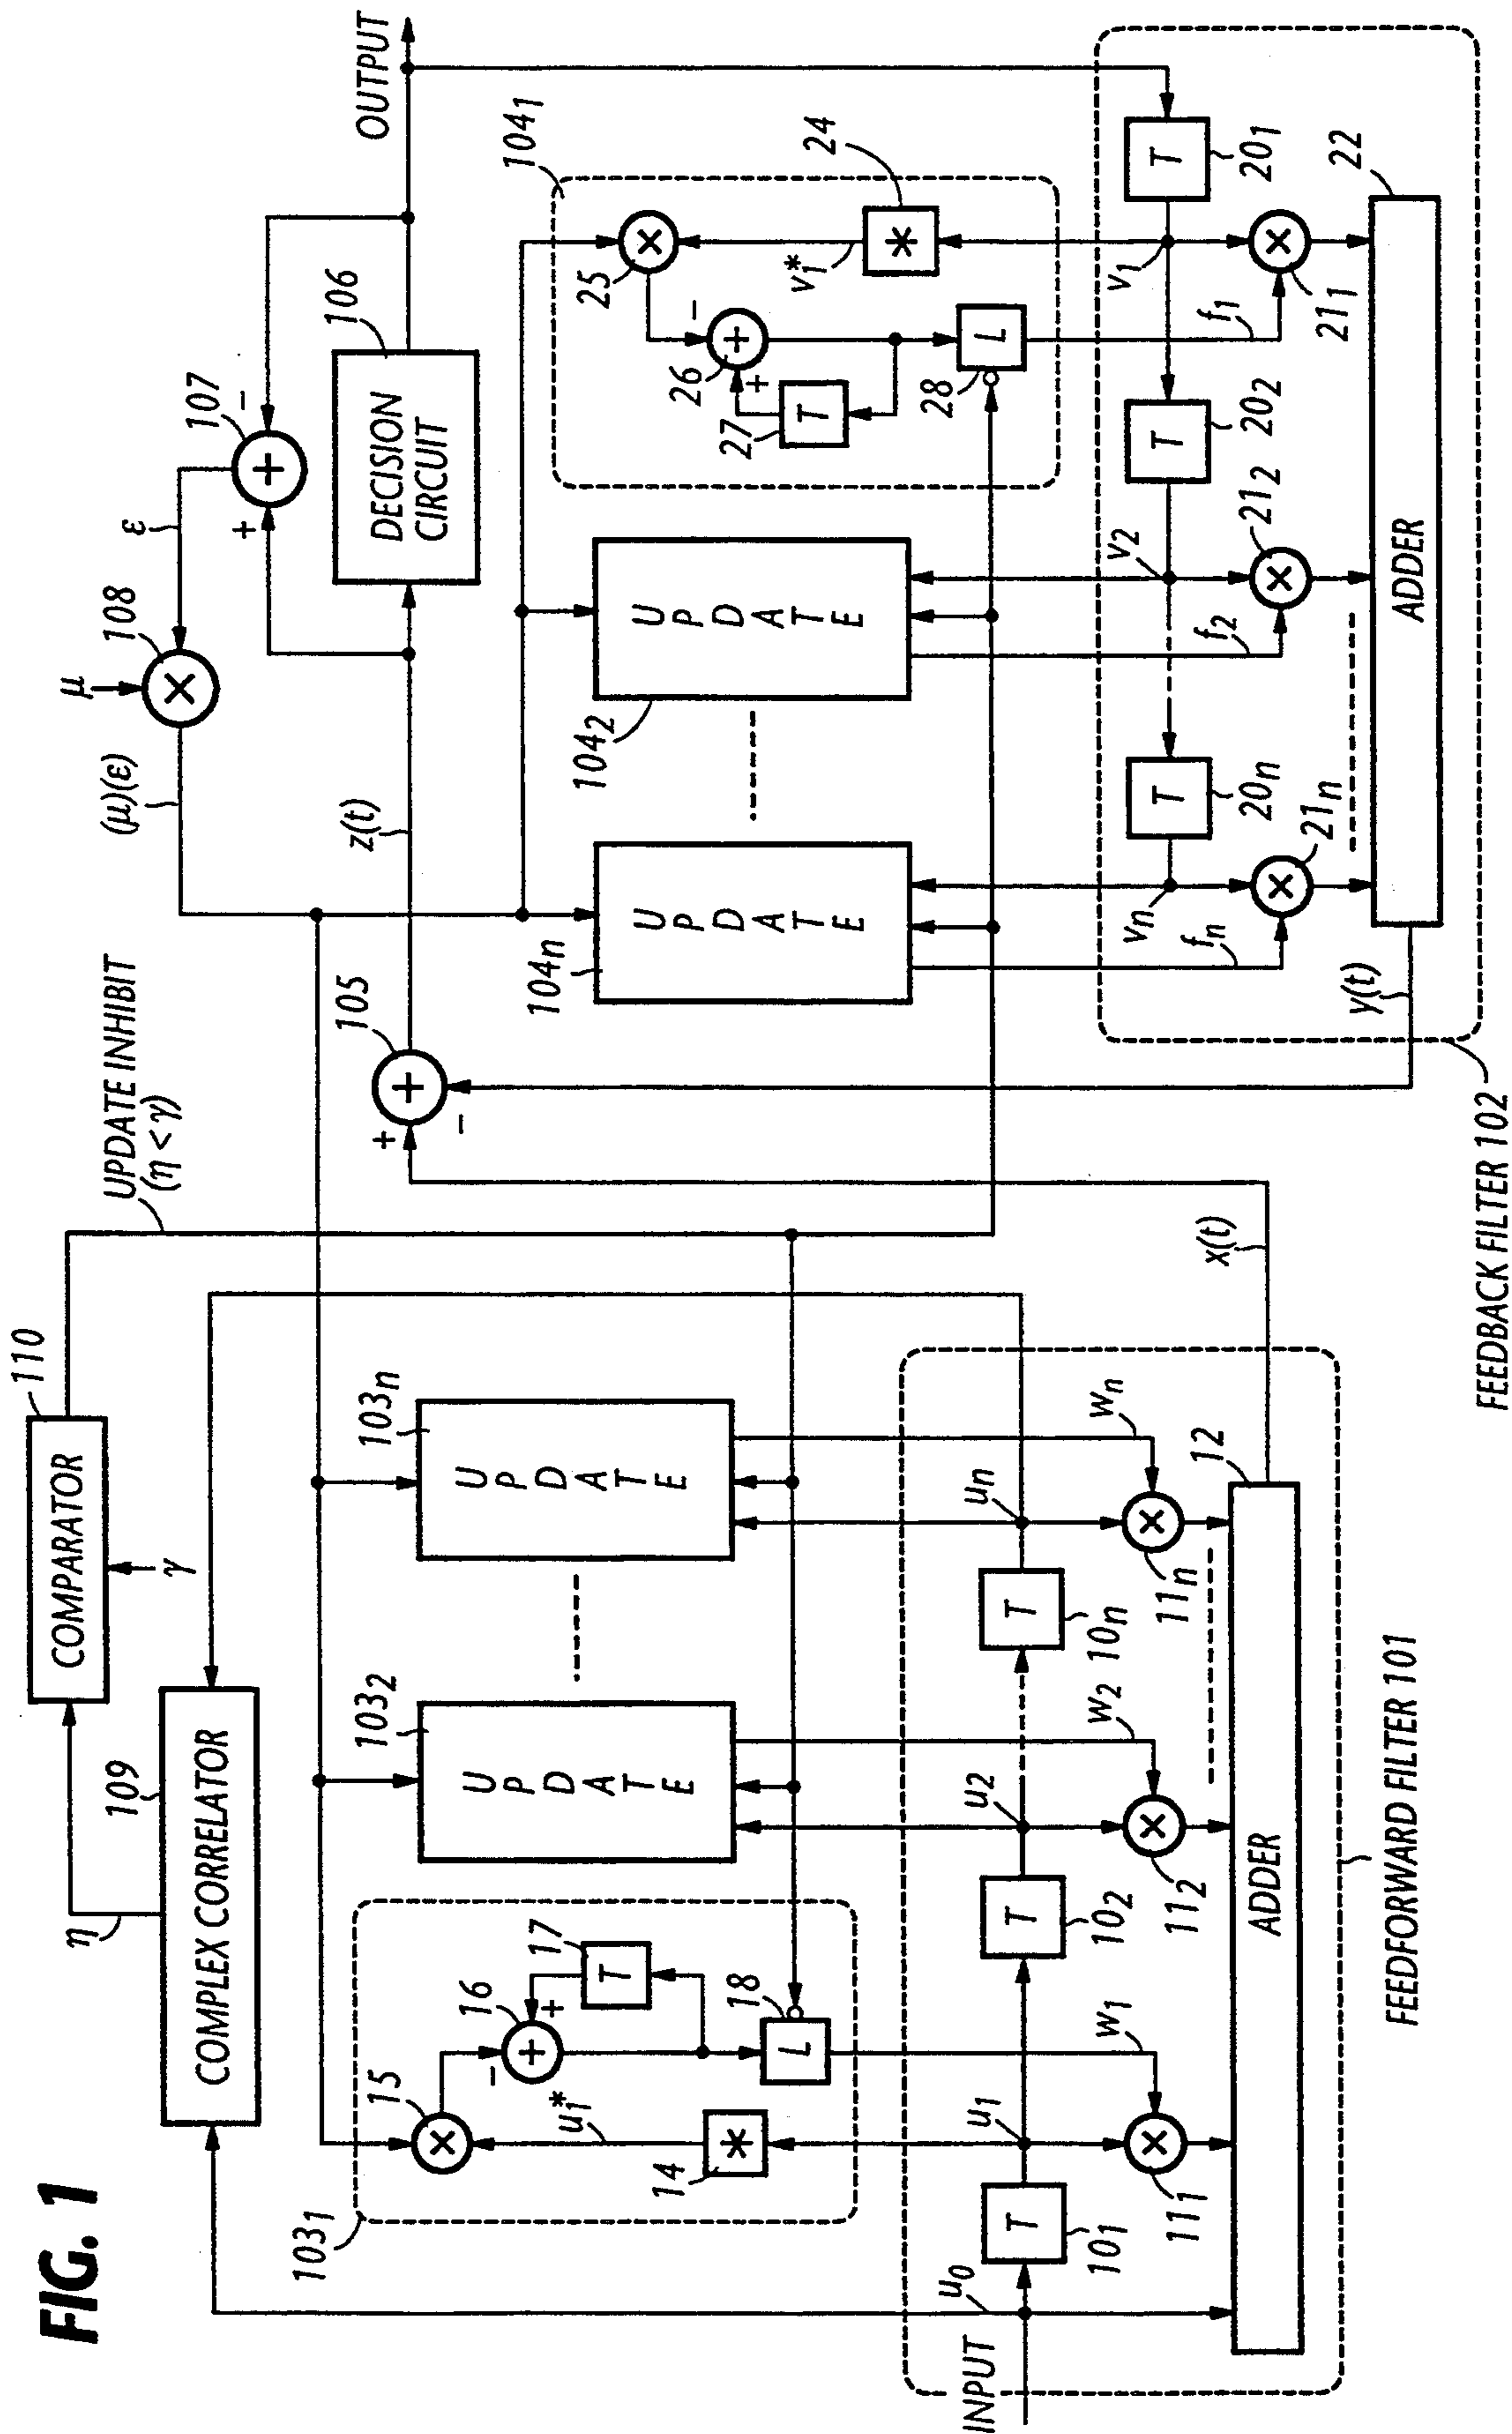 FIG. 1
COMPARATOR
110
γ
COMPLEX CORRELATOR
109
η
UPDATE INHIBIT
(η < γ)
(μ)(ε)
μ
108
ε
107
+
−
OUTPUT
DECISION
CIRCUIT
106
z(t)
105
+
−
103₁
15
16
−
+
17
T
18
L
u₁*
14
*
103₂
UPDATE
103ₙ
UPDATE
104ₙ
UPDATE
104₂
UPDATE
104₁
25
26
−
+
27
T
28
L
v₁*
24
*
INPUT
u₀
T
10₁
u₁
w₁
11₁
T
10₂
u₂
w₂
11₂
T
10ₙ
uₙ
wₙ
11ₙ
ADDER
12
x(t)
FEEDFORWARD FILTER 101
T
20₁
v₁
f₁
21₁
T
20₂
v₂
f₂
21₂
T
20ₙ
vₙ
fₙ
21ₙ
ADDER
22
y(t)
FEEDBACK FILTER 102